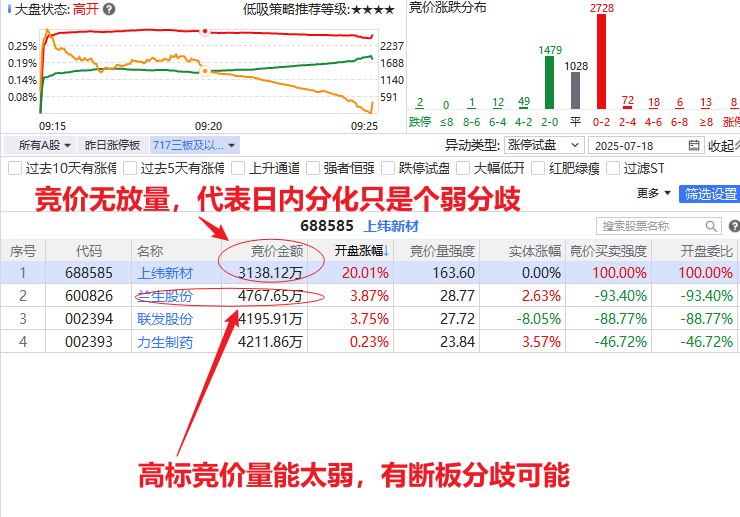 大盘状态: 高开 ? 低吸策略推荐等级:★★★★
0.25%
0.19%
0.14%
0.08%
2237
1688
1140
591
09:15 09:20 09:25
竞价涨跌分布
2 0 1 12 49 1479 1028 2728 72 18 6 13 8
跌停 ≤8 8-6 6-4 4-2 2-0 平 0-2 2-4 4-6 6-8 ≥8 涨停
所有A股 昨日涨停板 717三板及以... 异动类型: 涨停试盘 2025-07-18 收起
过去10天有涨停 过去5天有涨停 上升通道 强者恒强 跌停试盘 大幅低开 红肥绿瘦 过滤ST
更多 筛选设置
竞价无放量，代表日内分化只是个弱分歧
688585 上纬新材 搜索股票名称 ?
序号 代码 名称 竞价金额 开盘涨幅↓ 竞价量强度 实体涨幅 竞价买卖强度 开盘委比
1 688585 上纬新材 3138.12万 20.01% 163.60 0.00% 100.00% 100.00%
2 600826 兰生股份 4767.65万 3.87% 28.77 2.63% -93.40% -93.40%
3 002394 联发股份 4195.91万 3.75% 27.72 -8.05% -88.77% -88.77%
4 002393 力生制药 4211.86万 0.23% 23.84 3.57% -46.72% -46.72%
高标竞价量能太弱，有断板分歧可能